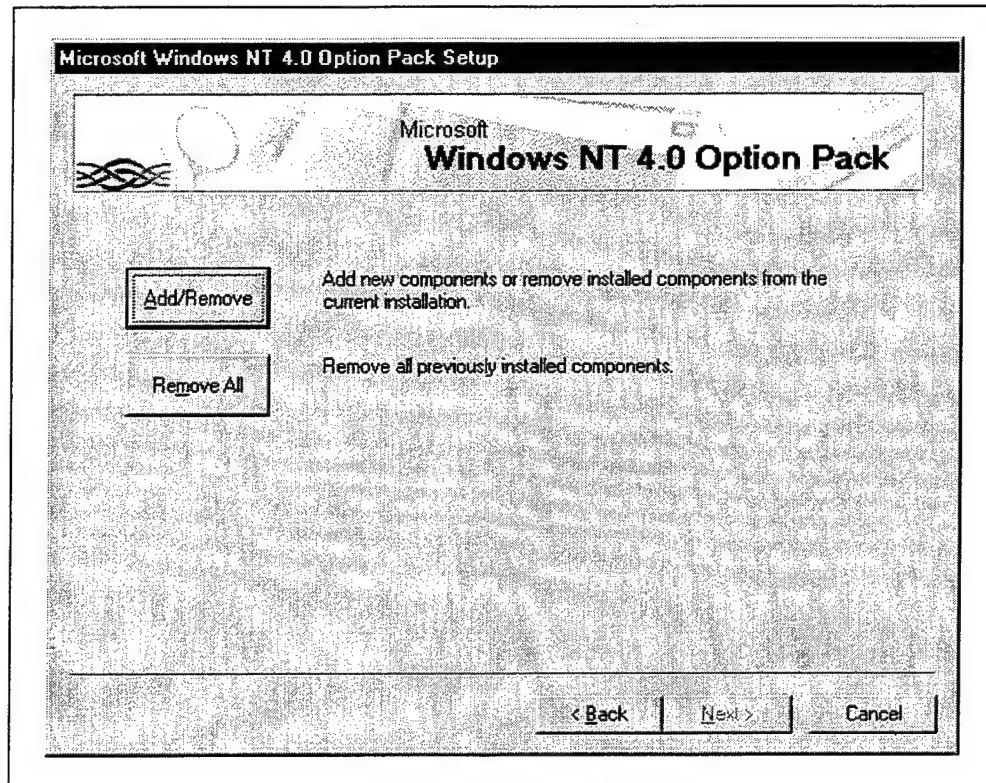 Microsoft Windows NT 4.0 Option Pack Setup
Microsoft
Windows NT 4.0 Option Pack
Add/Remove
Add new components or remove installed components from the
current installation.
Remove All
Remove all previously installed components.
< Back
Next >
Cancel